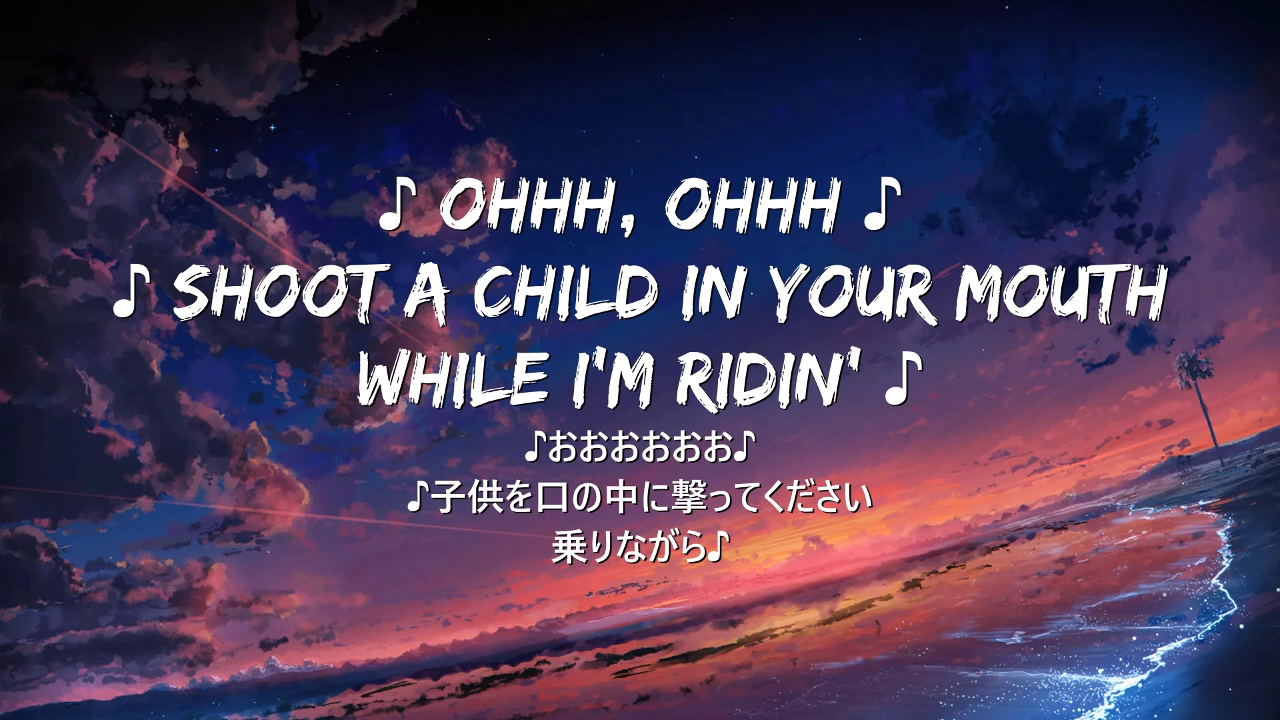 ♪ OHHH, OHHH ♪
♪ SHOOT A CHILD IN YOUR MOUTH
WHILE I'M RIDIN' ♪
♪おおおおおおお♪
♪子供を口の中に撃ってください
乗りながら♪